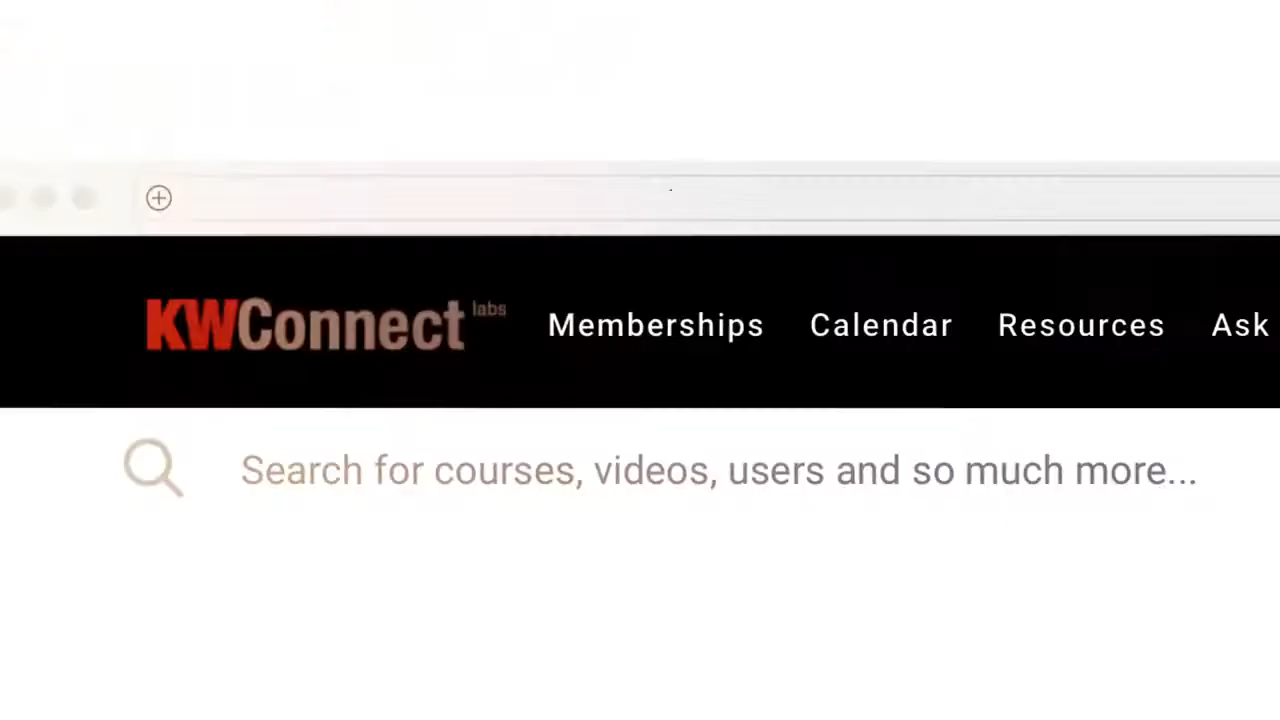 KWConnect labs Memberships Calendar Resources Ask
Search for courses, videos, users and so much more...